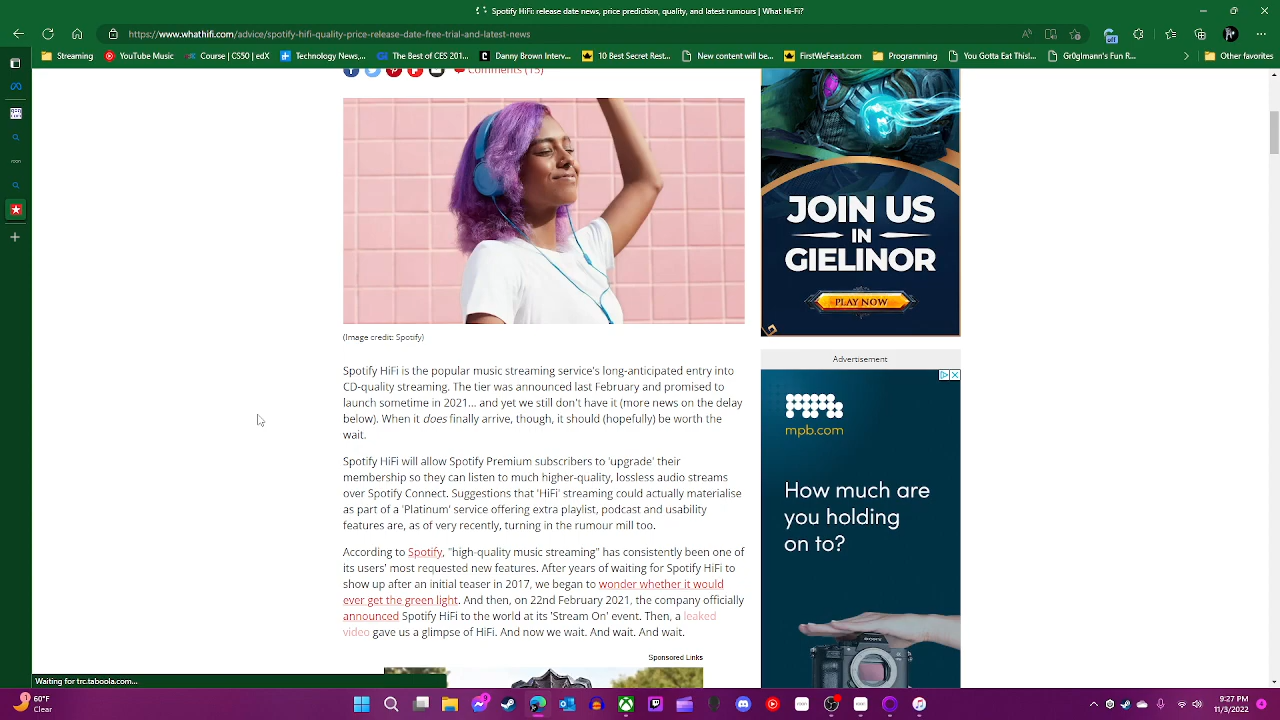 Spotify HiFi: quality, price, rel | What Hi-Fi?
https://www.whathifi.com/advice/spotify-hifi-quality-price-release-date-free-trial-and-latest-news
off
Streaming YouTube Music Course | CS50 | edX Technology News,... The Best of CES 201... Danny Brown Interv... 10 Best Secret Rest... New content will be... FirstWeFeast.com Programming You Gotta Eat This:... Gr0glmann's Fun R... Other favorites
Comments (15)
(Image credit: Spotify)
Spotify HiFi is the popular music streaming service's long-anticipated entry into
CD-quality streaming. The tier was announced last February and promised to
launch sometime in 2021... and yet we still don't have it (more news on the delay
below). When it does finally arrive, though, it should (hopefully) be worth the
wait.
Spotify HiFi will allow Spotify Premium subscribers to 'upgrade' their
membership so they can listen to much higher-quality, lossless audio streams
over Spotify Connect. Suggestions that 'HiFi' streaming could actually materialise
as part of a 'Platinum' service offering extra playlist, podcast and usability
features are, as of very recently, turning in the rumour mill too.
According to Spotify, "high-quality music streaming" has consistently been one of
its users' most requested new features. After years of waiting for Spotify HiFi to
show up after an initial teaser in 2017, we began to wonder whether it would
ever get the green light. And then, on 22nd February 2021, the company officially
announced Spotify HiFi to the world at its 'Stream On' event. Then, a leaked
video gave us a glimpse of HiFi. And now we wait. And wait. And wait.
Sponsored Links
JOIN US
IN
GIELINOR
PLAY NOW
Advertisement
mpb.com
How much are
you holding
on to?
SONY
Waiting for trc.taboola.com...
60°F
Clear
9:27 PM
11/3/2022